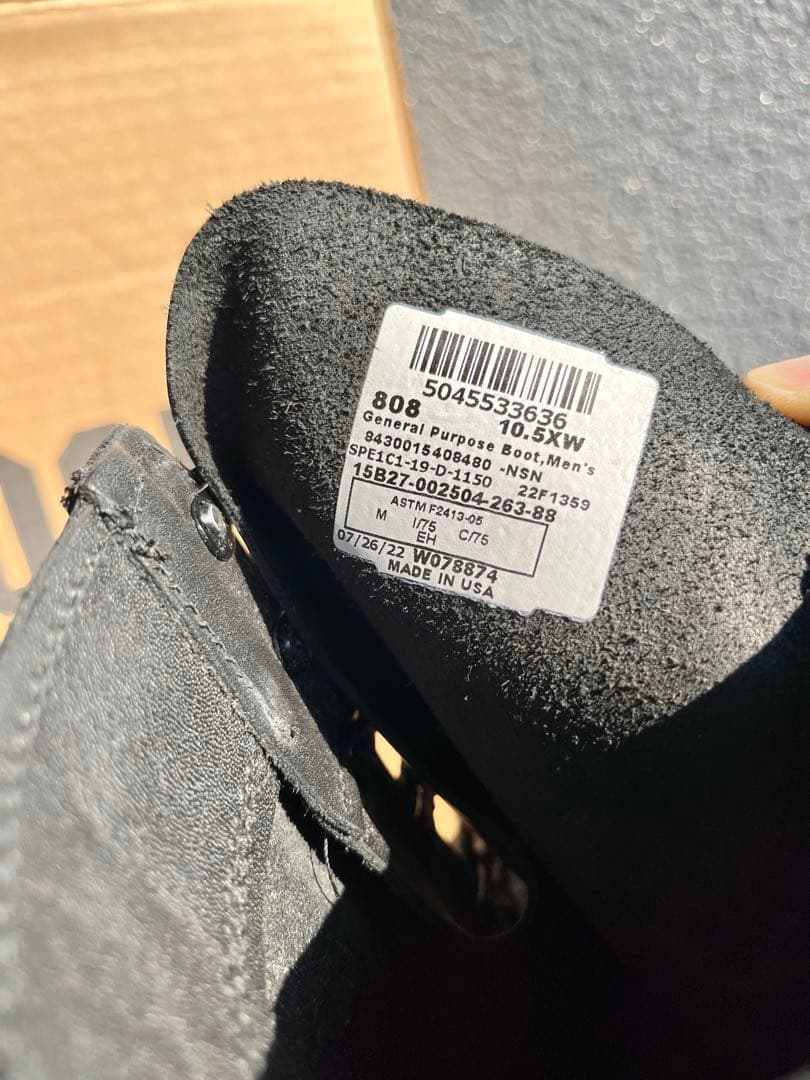 5045533636
808 10.5XW
General Purpose Boot,Men's
8430015408480 -NSN
SPE1C1-19-D-1150 22F1359
15B27-002504-263-88
ASTM F2413-05
M I/75 C/75
EH
07/26/22 W078874
MADE IN USA